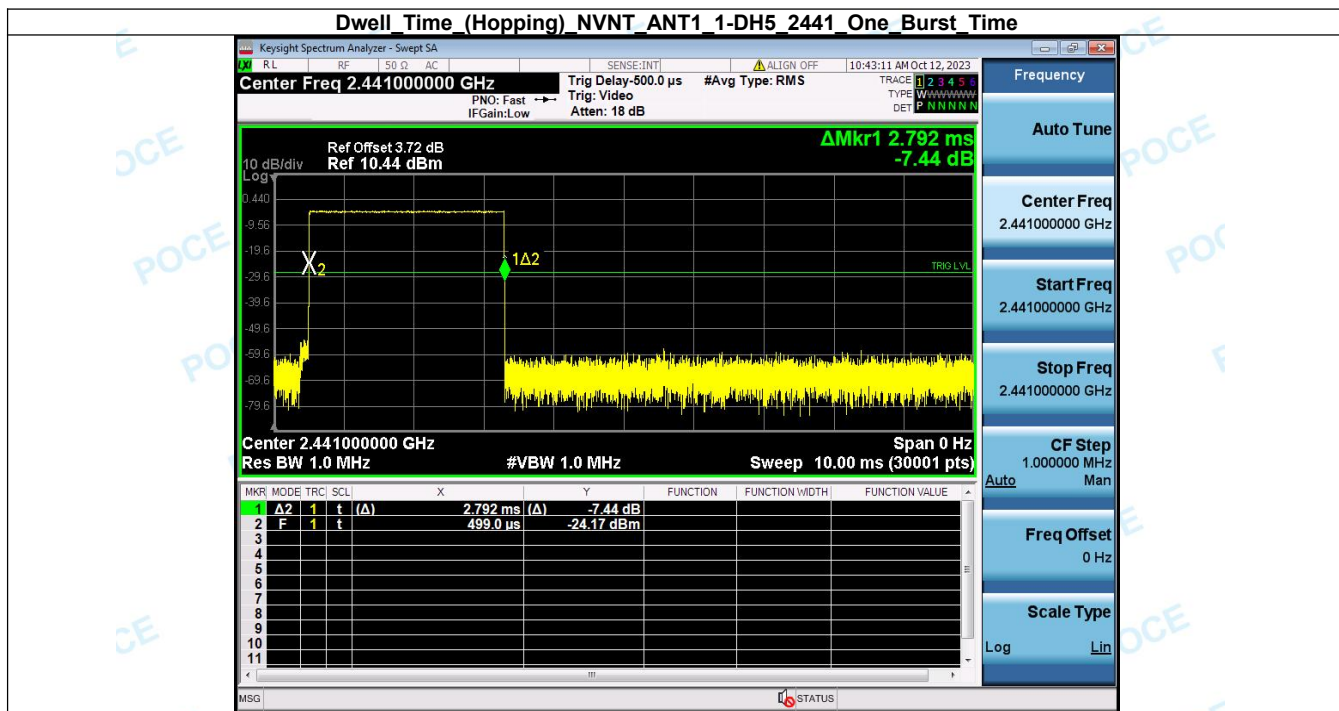 Dwell_Time_(Hopping)_NVNT_ANT1_1-DH5_2441_One_Burst_Time
Keysight Spectrum Analyzer - Swept SA
LXI RL RF 50 Ω AC SENSE:INT ALIGN OFF 10:43:11 AM Oct 12, 2023
Center Freq 2.441000000 GHz
PNO: Fast
IFGain:Low
Trig Delay-500.0 µs
Trig: Video
Atten: 18 dB
#Avg Type: RMS
TRACE 1 2 3 4 5 6
TYPE WWWWWW
DET P N N N N N
ΔMkr1 2.792 ms
-7.44 dB
Ref Offset 3.72 dB
10 dB/div Ref 10.44 dBm
Log
0.440
-9.56
-19.6
-29.6
-39.6
-49.6
-59.6
-69.6
-79.6
2
1Δ2
TRIG LVL
Center 2.441000000 GHz Span 0 Hz
Res BW 1.0 MHz #VBW 1.0 MHz Sweep 10.00 ms (30001 pts)
MKR MODE TRC SCL X Y FUNCTION FUNCTION WIDTH FUNCTION VALUE
1 Δ2 1 t (Δ) 2.792 ms (Δ) -7.44 dB
2 F 1 t 499.0 µs -24.17 dBm
3
4
5
6
7
8
9
10
11
MSG STATUS
Frequency
Auto Tune
Center Freq
2.441000000 GHz
Start Freq
2.441000000 GHz
Stop Freq
2.441000000 GHz
CF Step
1.000000 MHz
Auto Man
Freq Offset
0 Hz
Scale Type
Log Lin
POCE
POCE
POCE
POCE